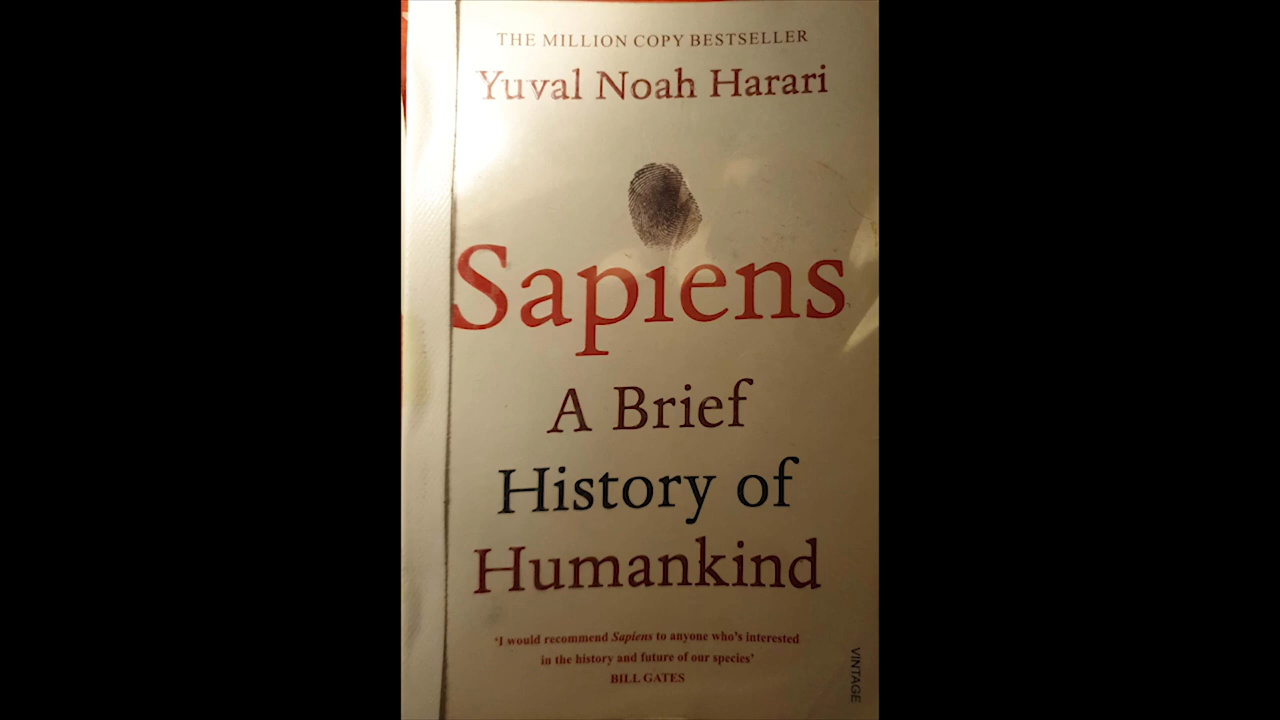 THE MILLION COPY BESTSELLER
Yuval Noah Harari
Sapiens
A Brief
History of
Humankind
‘I would recommend Sapiens to anyone who’s interested
in the history and future of our species’
BILL GATES
VINTAGE